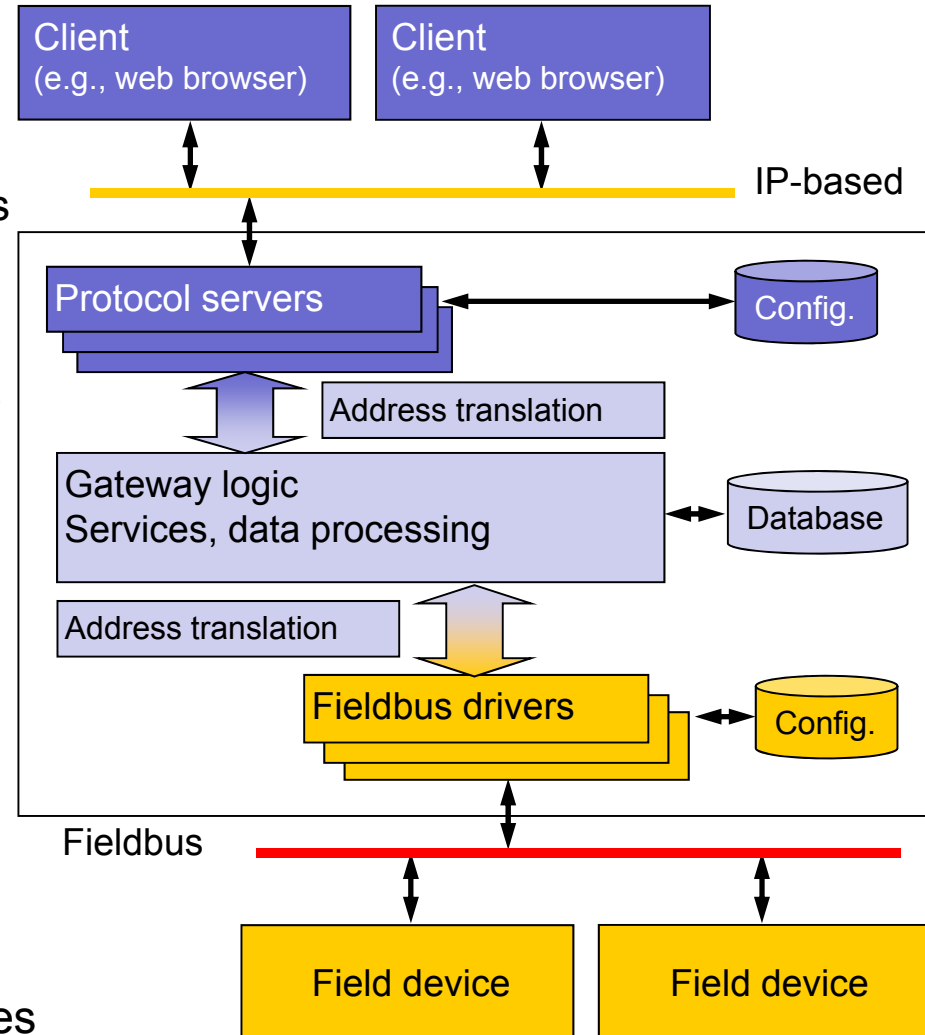 Client
(e.g., web browser)
Client
(e.g., web browser)
IP-based
s
Protocol servers
Config.
Address translation
Gateway logic
Services, data processing
Database
Address translation
Fieldbus drivers
Config.
Fieldbus
Field device
Field device
es